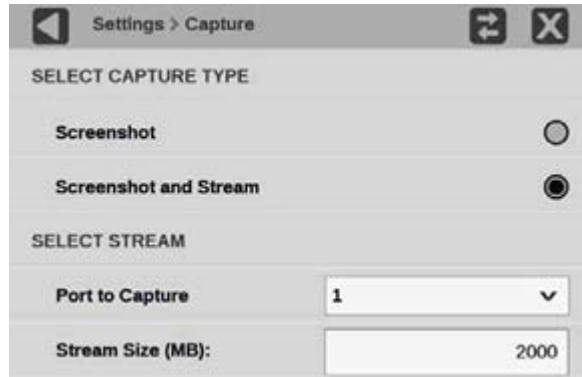 Settings > Capture
SELECT CAPTURE TYPE
Screenshot
Screenshot and Stream
SELECT STREAM
Port to Capture 1
Stream Size (MB): 2000